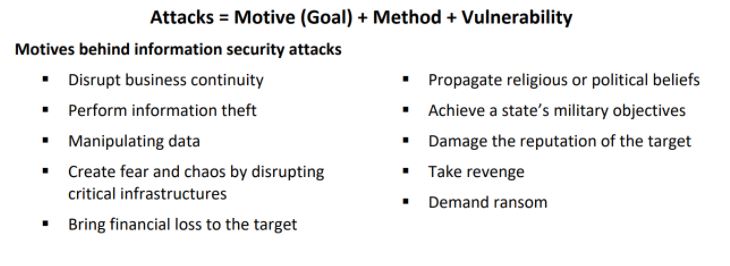 Attacks = Motive (Goal) + Method + Vulnerability
Motives behind information security attacks
▪ Disrupt business continuity
▪ Perform information theft
▪ Manipulating data
▪ Create fear and chaos by disrupting
critical infrastructures
▪ Bring financial loss to the target
▪ Propagate religious or political beliefs
▪ Achieve a state’s military objectives
▪ Damage the reputation of the target
▪ Take revenge
▪ Demand ransom